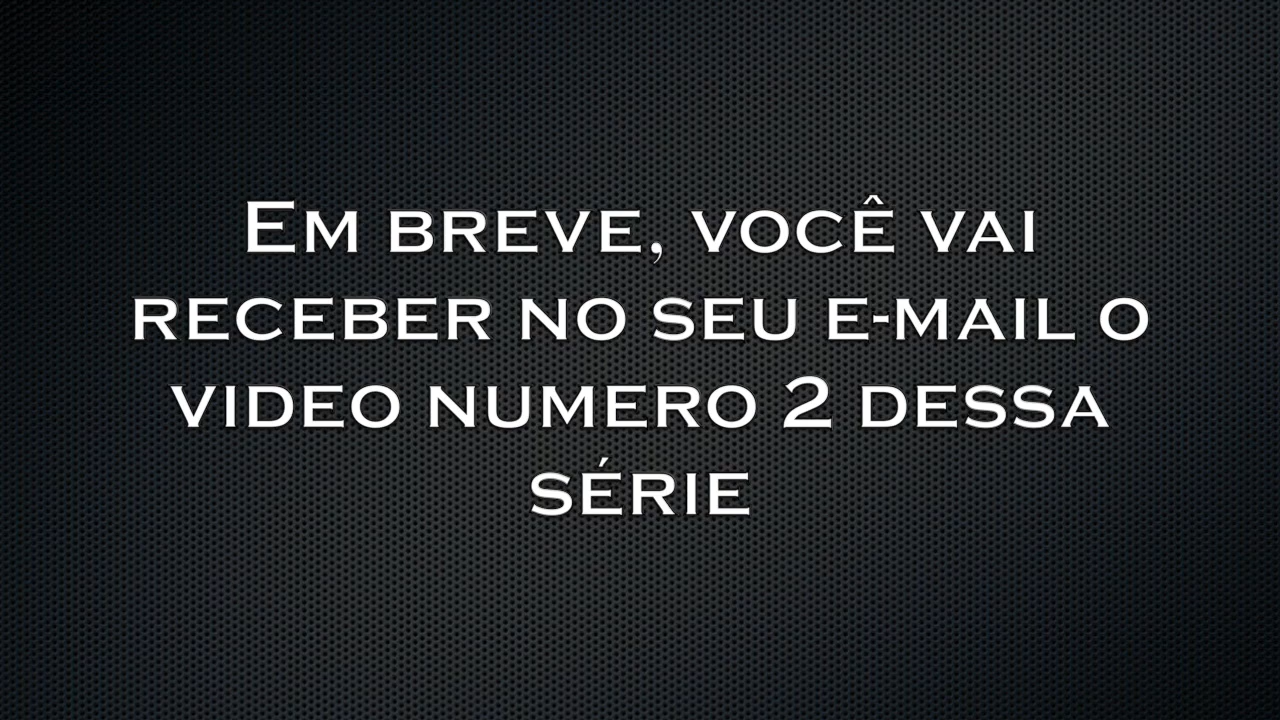 Em breve, você vai
receber no seu e-mail o
video numero 2 dessa
série